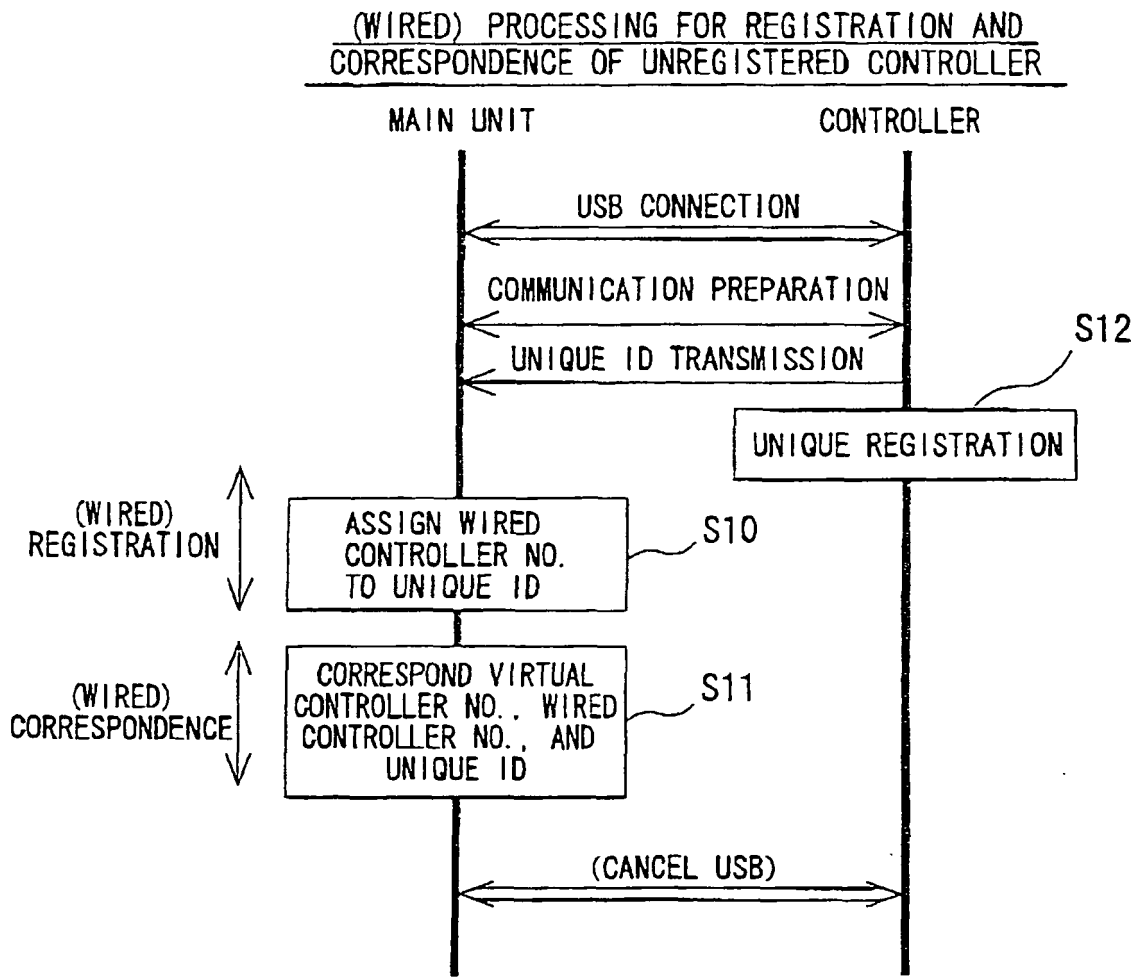 (WIRED) PROCESSING FOR REGISTRATION AND
CORRESPONDENCE OF UNREGISTERED CONTROLLER
MAIN UNIT
CONTROLLER
USB CONNECTION
COMMUNICATION PREPARATION
UNIQUE ID TRANSMISSION
S12
UNIQUE REGISTRATION
(WIRED)
REGISTRATION
ASSIGN WIRED
CONTROLLER NO.
TO UNIQUE ID
S10
(WIRED)
CORRESPONDENCE
CORRESPOND VIRTUAL
CONTROLLER NO., WIRED
CONTROLLER NO., AND
UNIQUE ID
S11
(CANCEL USB)